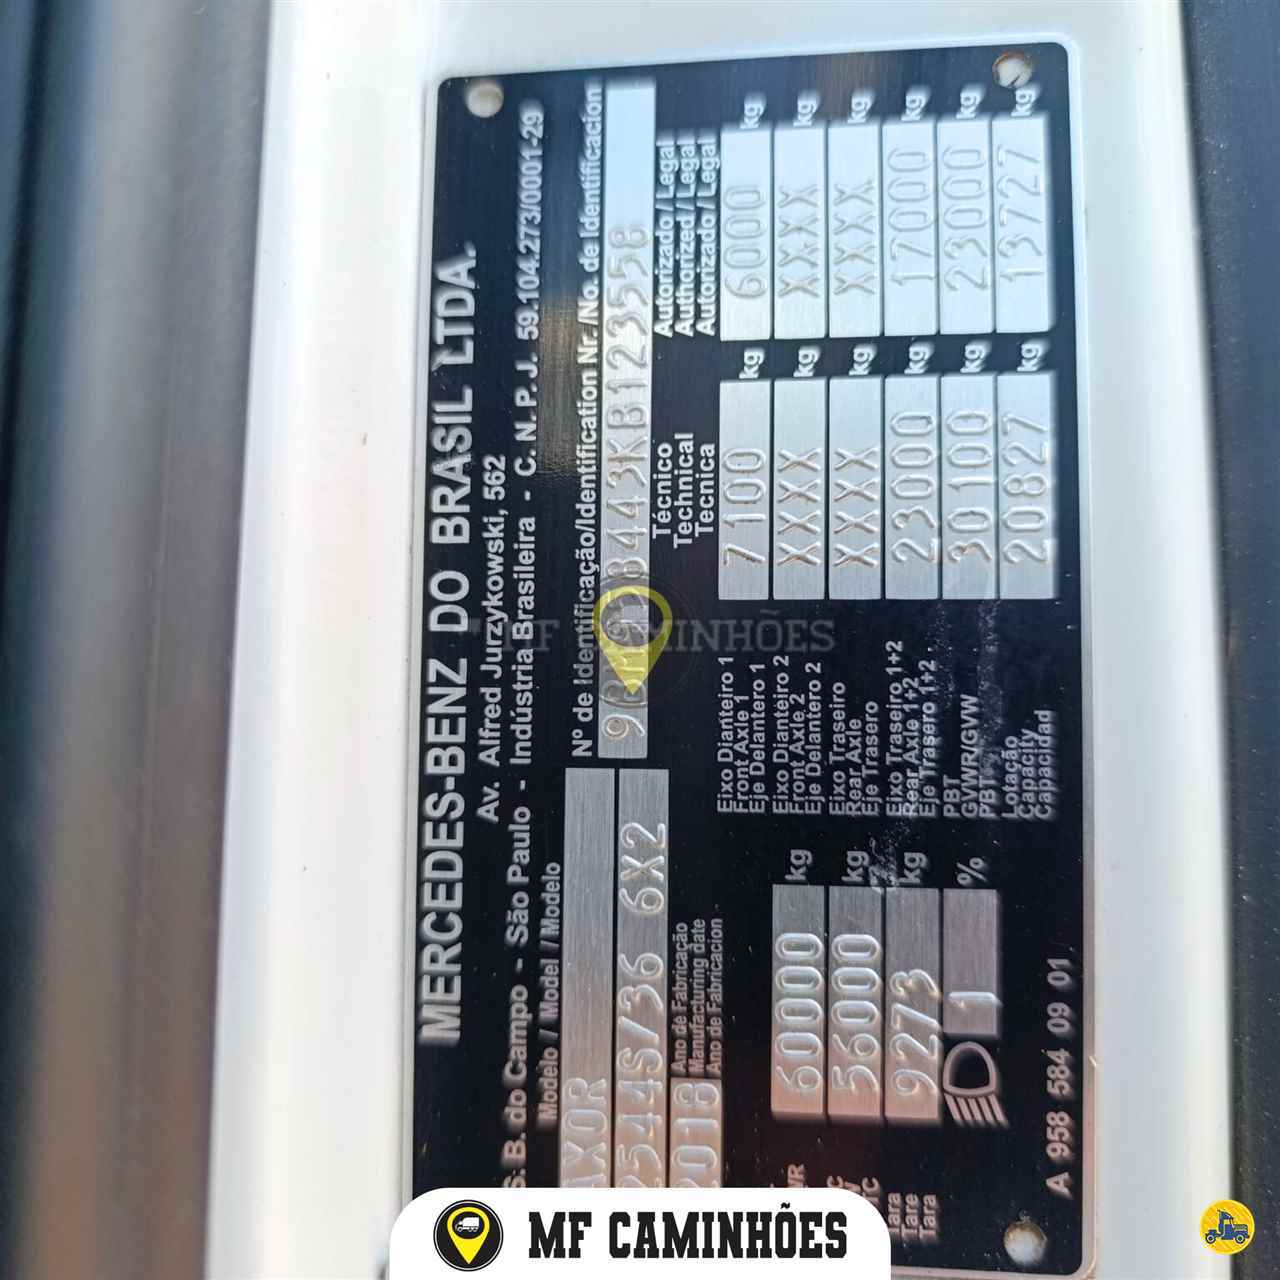 MERCEDES-BENZ DO BRASIL LTDA.
Av. Alfred Jurzykowski, 562
S. B. do Campo - São Paulo - Indústria Brasileira - C. N. P. J. 59.104.273/0001-29
Modelo / Model / Modelo
AXOR
2544S/36 6X2
Nº de Identificação/Identification Nr./No. de Identificación
8443KB123558
2018
Ano de Fabricação
Manufacturing date
Ano de Fabricacion
Técnico
Technical
Tecnica
Autorizado / Legal
Authorized / Legal
Autorizado / Legal
Eixo Dianteiro 1
Front Axle 1
Eje Delantero 1
7100 kg 6000 kg
60000 kg
Eixo Dianteiro 2
Front Axle 2
Eje Delantero 2
XXXX kg XXXX kg
56000 kg
Eixo Traseiro
Rear Axle
Eje Trasero
XXXX kg XXXX kg
Tara
Tare
Tara
9273 kg
Eixo Traseiro 1+2
Rear Axle 1+2
Eje Trasero 1+2
23000 kg 17000 kg
1 %
PBT
GVWR/GVW
PBT
30100 kg 23000 kg
Lotação
Capacity
Capacidad
20827 kg 13727 kg
A 958 584 09 01
MF CAMINHÕES
MF CAMINHÕES